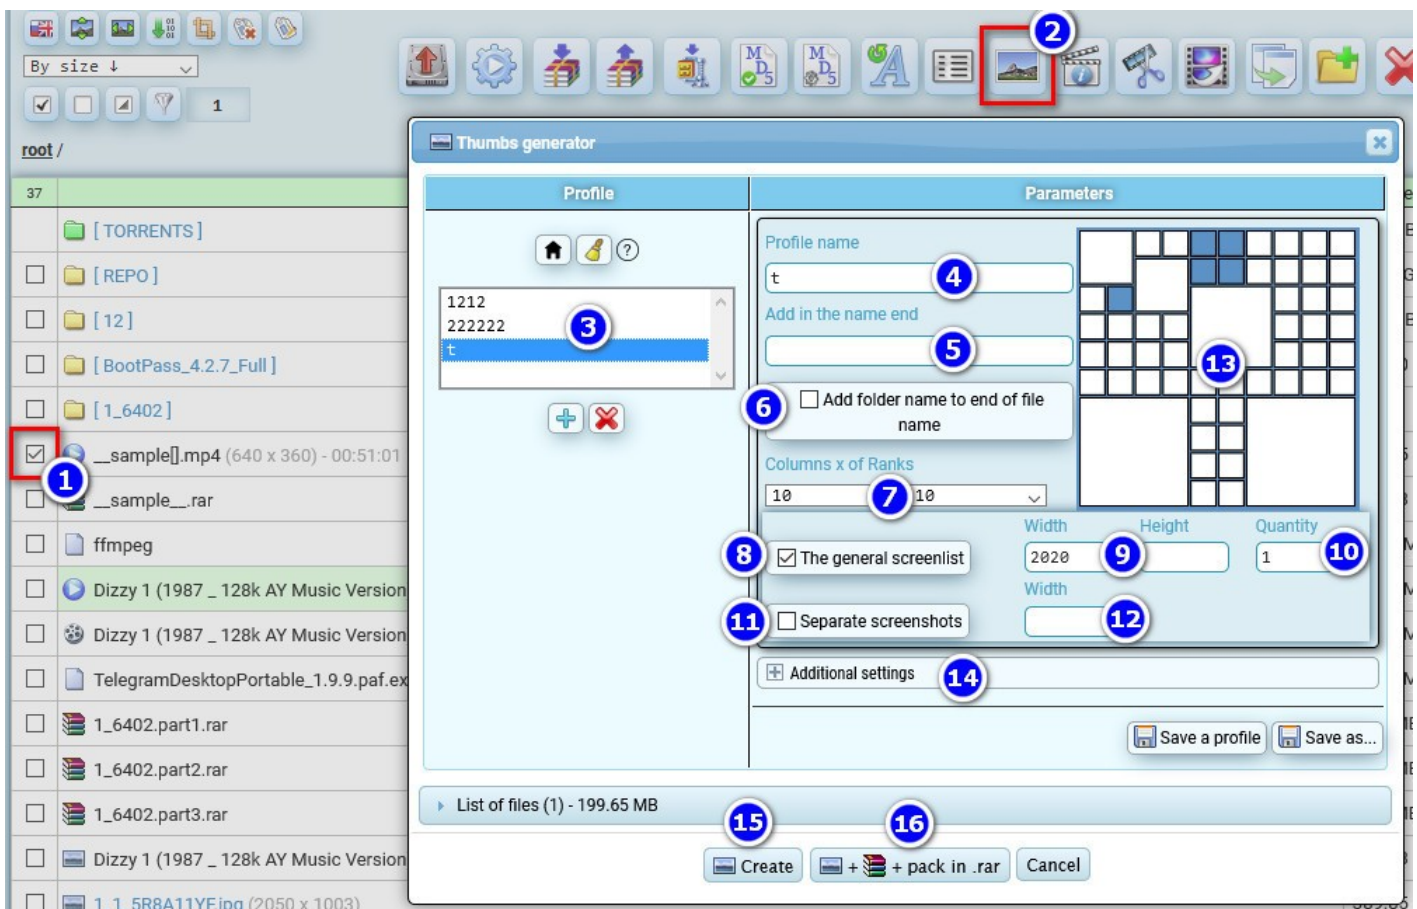 By size ↓
1
root /
2
MD5
MD5
A
Thumbs generator
37
[ TORRENTS ]
[ REPO ]
[ 12 ]
[ BootPass_4.2.7_Full ]
[ 1_6402 ]
__sample[].mp4 (640 x 360) - 00:51:01
1
__sample__.rar
ffmpeg
Dizzy 1 (1987 _ 128k AY Music Version
Dizzy 1 (1987 _ 128k AY Music Version
TelegramDesktopPortable_1.9.9.paf.ex
1_6402.part1.rar
1_6402.part2.rar
1_6402.part3.rar
Dizzy 1 (1987 _ 128k AY Music Version
1_1_5R8A11YF.jpg (2050 x 1003)
Profile
?
1212
222222
t
3
Parameters
Profile name
t
4
Add in the name end
5
6
Add folder name to end of file
name
Columns x of Ranks
10
7
10
13
Width Height Quantity
8
The general screenlist
2020
9
1
10
Width
11
Separate screenshots
12
Additional settings
14
Save a profile
Save as...
List of files (1) - 199.65 MB
15
16
Create
+ + pack in .rar
Cancel